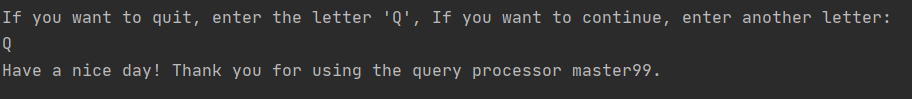 If you want to quit, enter the letter 'Q', If you want to continue, enter another letter:
Q
Have a nice day! Thank you for using the query processor master99.